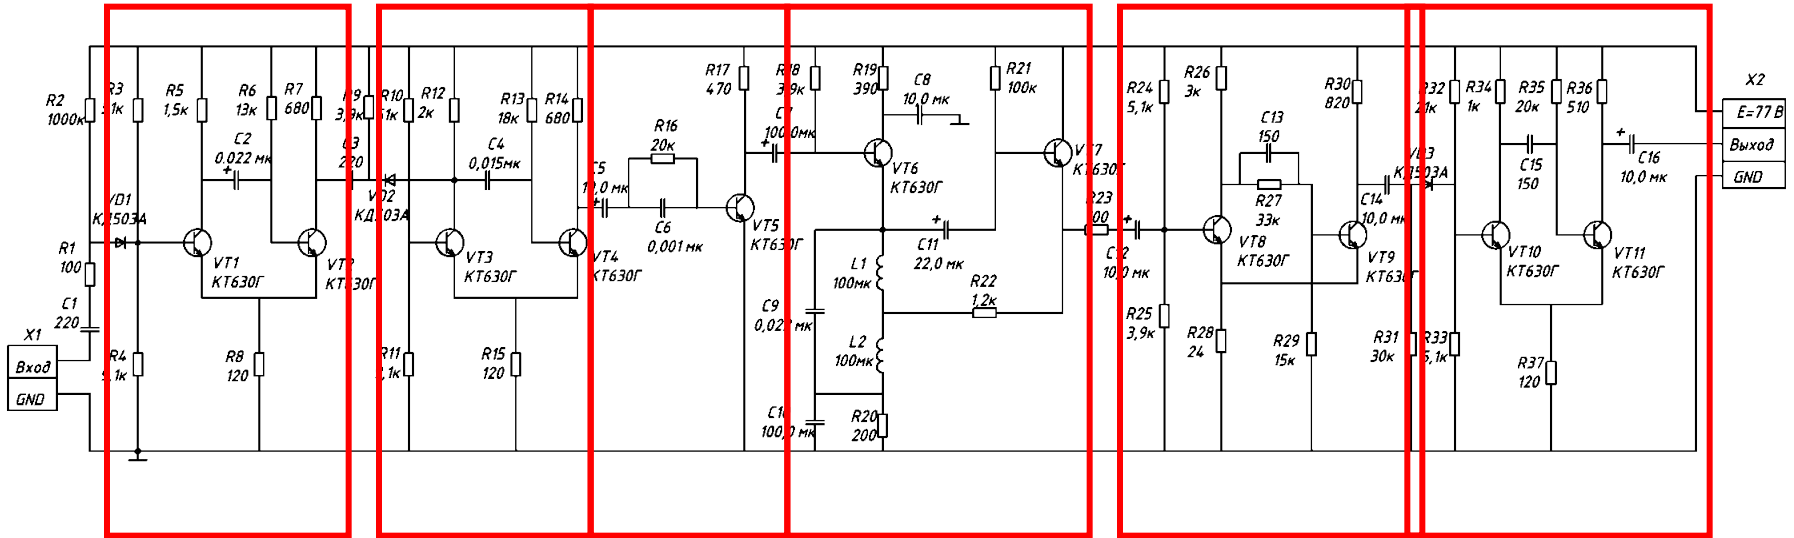 R2
1000к
R3
51к
R5
1,5к
R6
13к
R7
680
R9
3,9к
R10
51к
R12
2к
R13
18к
R14
680
R17
470
R18
3,9к
R19
390
C8
10,0 мк
R21
100к
R24
5,1к
R26
3к
R30
820
R32
21к
R34
1к
R35
20к
R36
510
X2
E=77 В
Выход
GND
C2
0,022 мк
C3
220
C4
0,015мк
R16
20к
C7
100,0мк
C13
150
C15
150
C16
10,0 мк
VD1
КД503А
VD2
КД503А
C5
10,0 мк
C6
0,001 мк
VT5
КТ630Г
VT6
КТ630Г
VT7
КТ630Г
R23
R27
33к
C14
10,0 мк
VD3
КД503А
R1
100
VT1
КТ630Г
VT2
КТ630Г
VT3
КТ630Г
VT4
КТ630Г
L1
100мк
C11
22,0 мк
C12
10,0 мк
VT8
КТ630Г
VT9
КТ630Г
VT10
КТ630Г
VT11
КТ630Г
C1
220
C9
0,022 мк
R22
1,2к
R25
3,9к
X1
Вход
GND
R4
5,1к
R8
120
R11
5,1к
R15
120
L2
100мк
R28
24
R29
15к
R31
30к
R33
5,1к
R37
120
C10
100,0 мк
R20
200